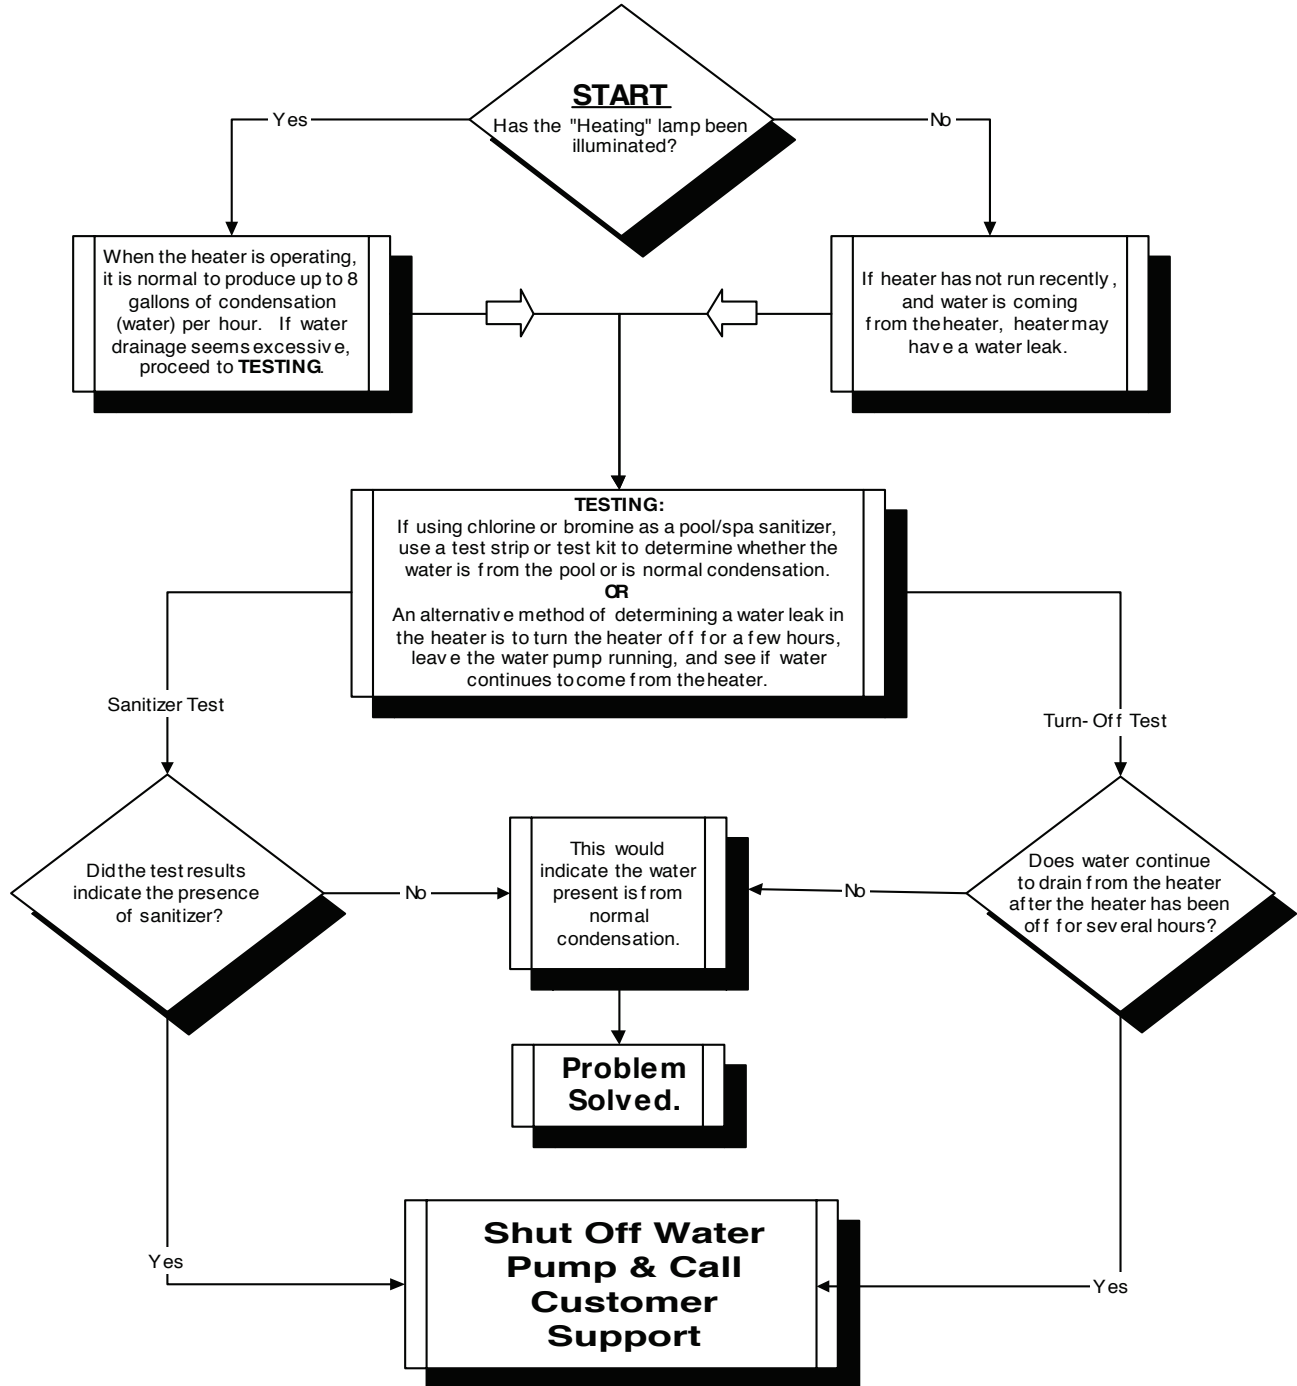 START
Has the "Heating" lamp been
illuminated?
Yes
No
When the heater is operating,
it is normal to produce up to 8
gallons of condensation
(water) per hour. If water
drainage seems excessive,
proceed to TESTING.
If heater has not run recently,
and water is coming
from the heater, heater may
have a water leak.
TESTING:
If using chlorine or bromine as a pool/spa sanitizer,
use a test strip or test kit to determine whether the
water is from the pool or is normal condensation.
OR
An alternative method of determining a water leak in
the heater is to turn the heater off for a few hours,
leave the water pump running, and see if water
continues to come from the heater.
Sanitizer Test
Turn- Off Test
Did the test results
indicate the presence
of sanitizer?
No
This would
indicate the water
present is from
normal
condensation.
No
Does water continue
to drain from the heater
after the heater has been
off for several hours?
Problem
Solved.
Yes
Shut Off Water
Pump & Call
Customer
Support
Yes